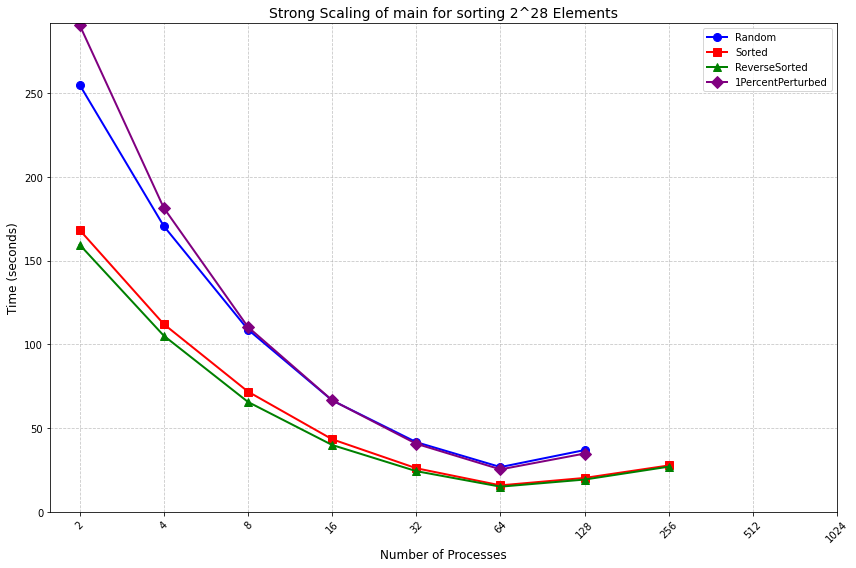 Strong Scaling of main for sorting 2^28 Elements
Random
Sorted
ReverseSorted
1PercentPerturbed
Time (seconds)
250
200
150
100
50
0
2
4
8
16
32
64
128
256
512
1024
Number of Processes